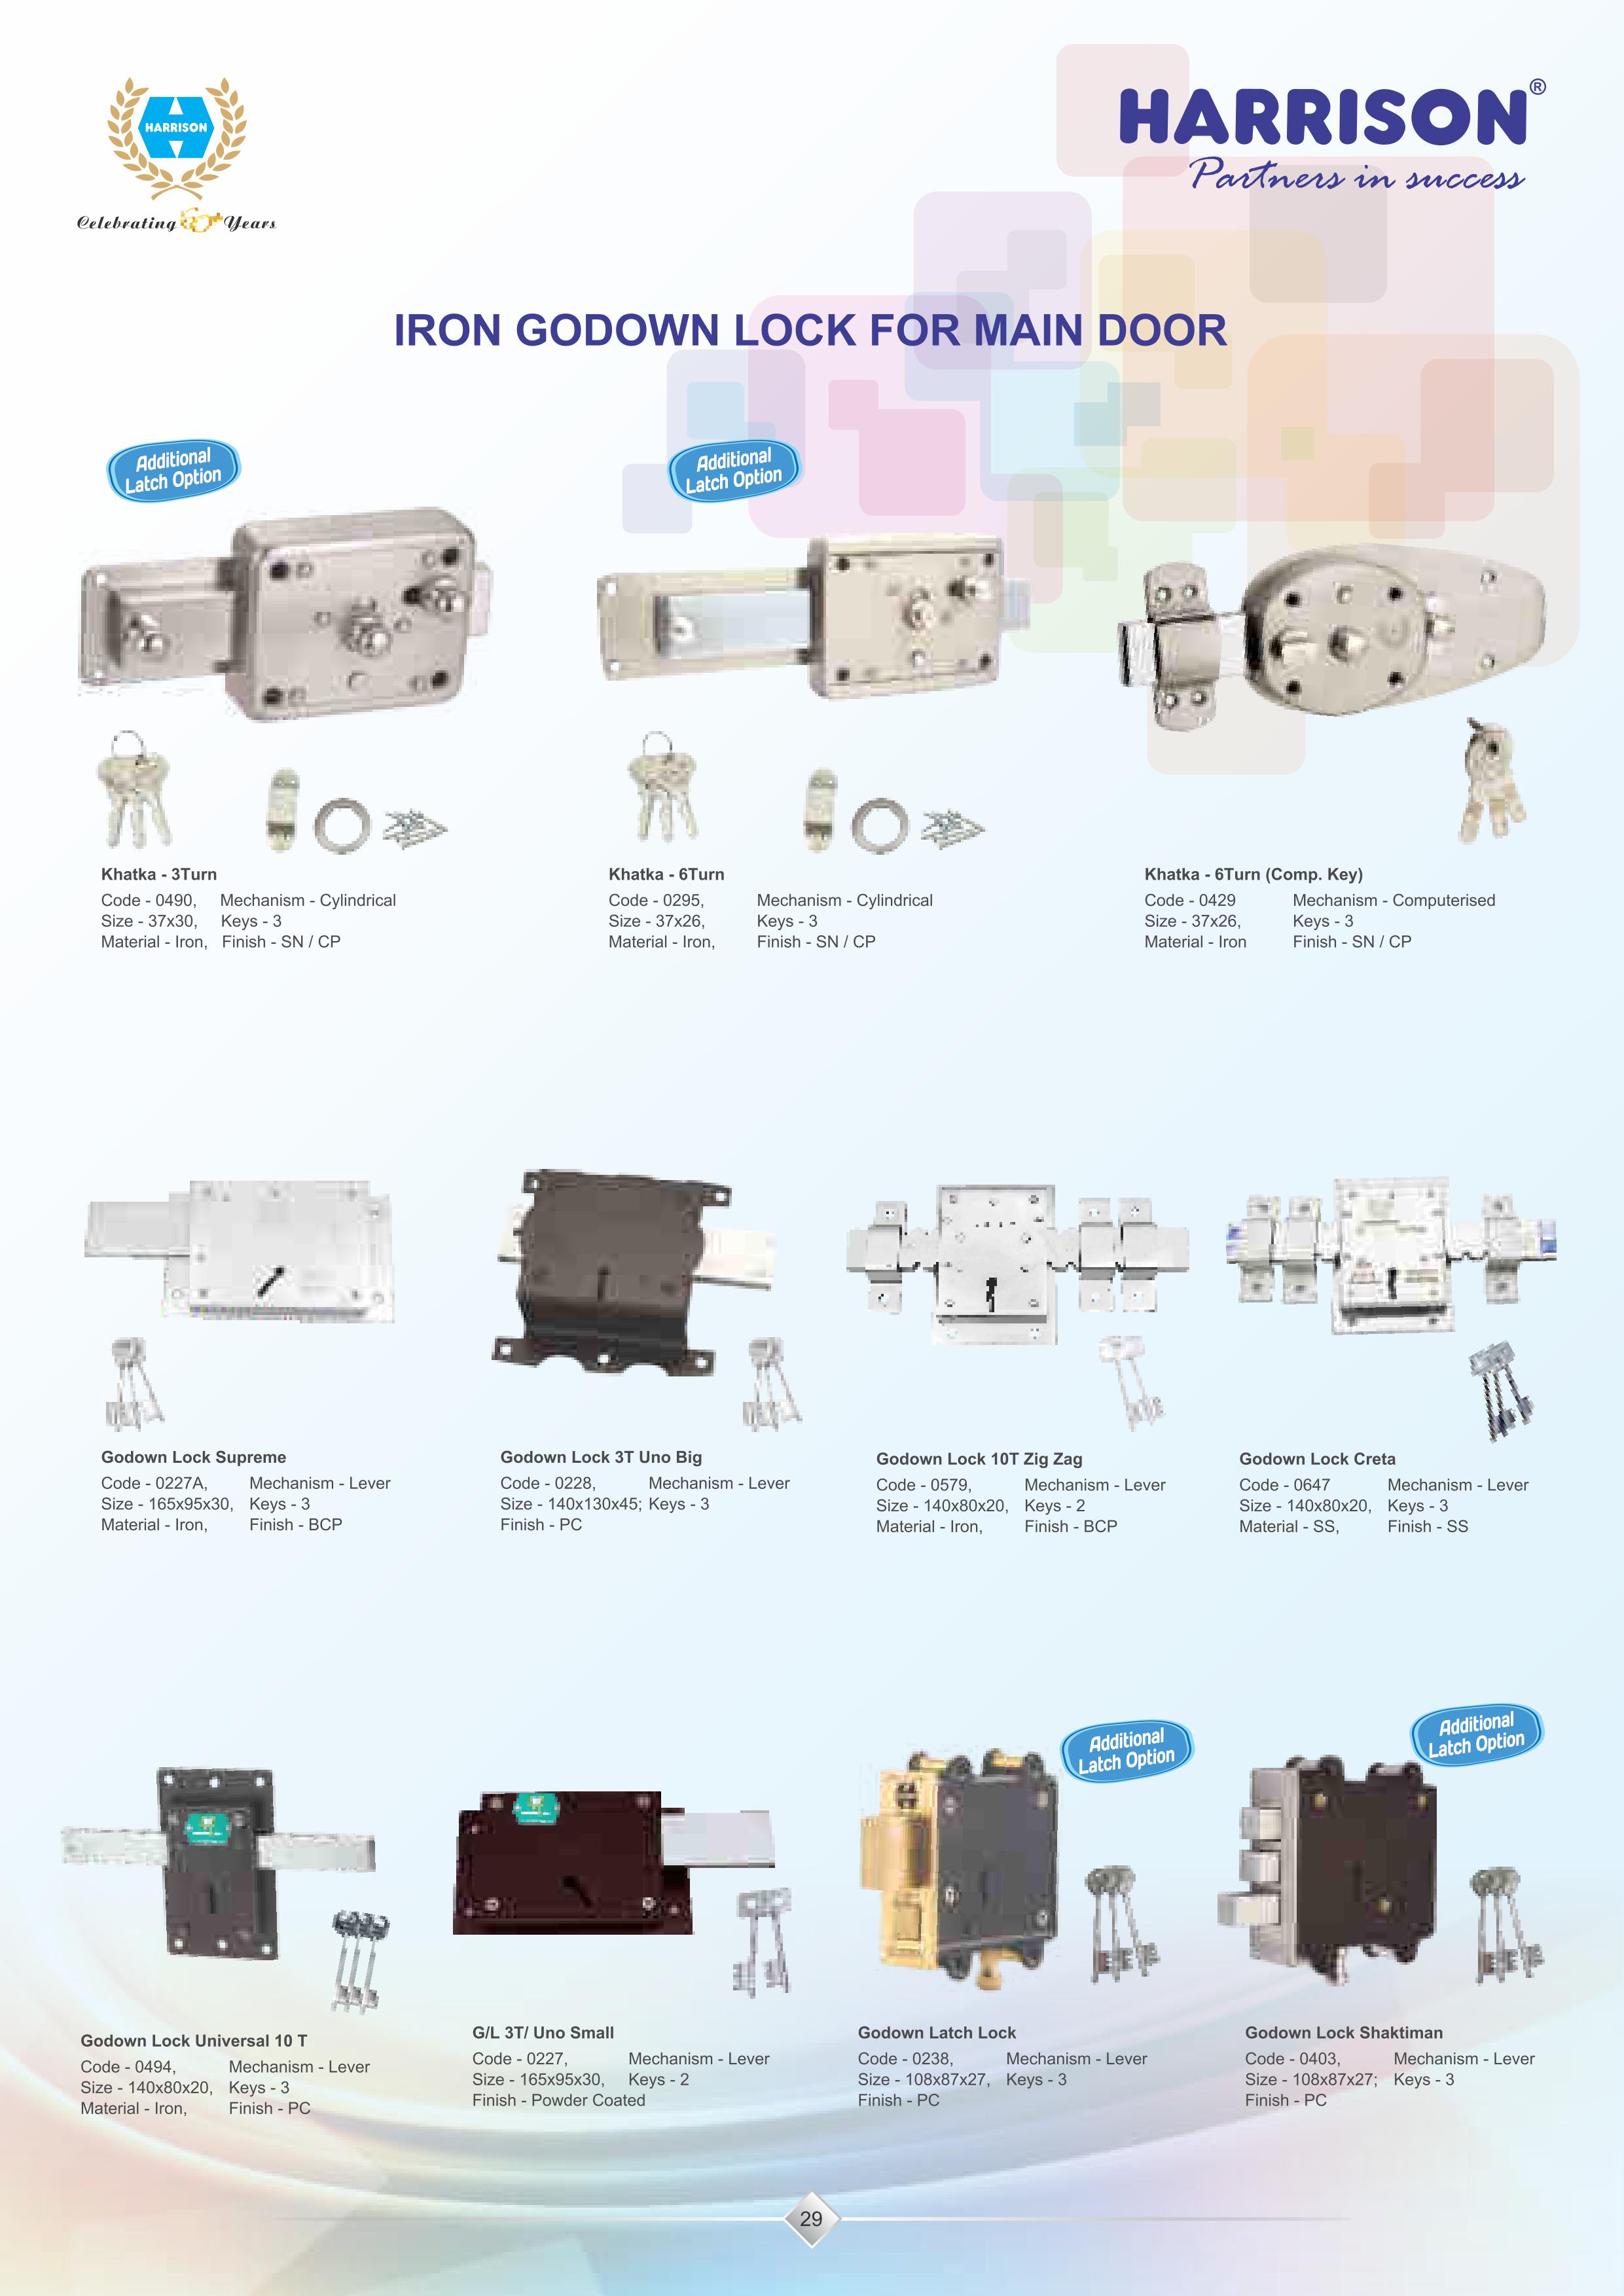 HARRISON
Celebrating Years
HARRISON®
Partners in success
IRON GODOWN LOCK FOR MAIN DOOR
Additional
Latch Option
Additional
Latch Option
Khatka - 3Turn
Code - 0490, Mechanism - Cylindrical
Size - 37x30, Keys - 3
Material - Iron, Finish - SN / CP
Khatka - 6Turn
Code - 0295, Mechanism - Cylindrical
Size - 37x26, Keys - 3
Material - Iron, Finish - SN / CP
Khatka - 6Turn (Comp. Key)
Code - 0429 Mechanism - Computerised
Size - 37x26, Keys - 3
Material - Iron Finish - SN / CP
Godown Lock Supreme
Code - 0227A, Mechanism - Lever
Size - 165x95x30, Keys - 3
Material - Iron, Finish - BCP
Godown Lock 3T Uno Big
Code - 0228, Mechanism - Lever
Size - 140x130x45; Keys - 3
Finish - PC
Godown Lock 10T Zig Zag
Code - 0579, Mechanism - Lever
Size - 140x80x20, Keys - 2
Material - Iron, Finish - BCP
Godown Lock Creta
Code - 0647 Mechanism - Lever
Size - 140x80x20, Keys - 3
Material - SS, Finish - SS
Additional
Latch Option
Additional
Latch Option
Godown Lock Universal 10 T
Code - 0494, Mechanism - Lever
Size - 140x80x20, Keys - 3
Material - Iron, Finish - PC
G/L 3T/ Uno Small
Code - 0227, Mechanism - Lever
Size - 165x95x30, Keys - 2
Finish - Powder Coated
Godown Latch Lock
Code - 0238, Mechanism - Lever
Size - 108x87x27, Keys - 3
Finish - PC
Godown Lock Shaktiman
Code - 0403, Mechanism - Lever
Size - 108x87x27; Keys - 3
Finish - PC
29